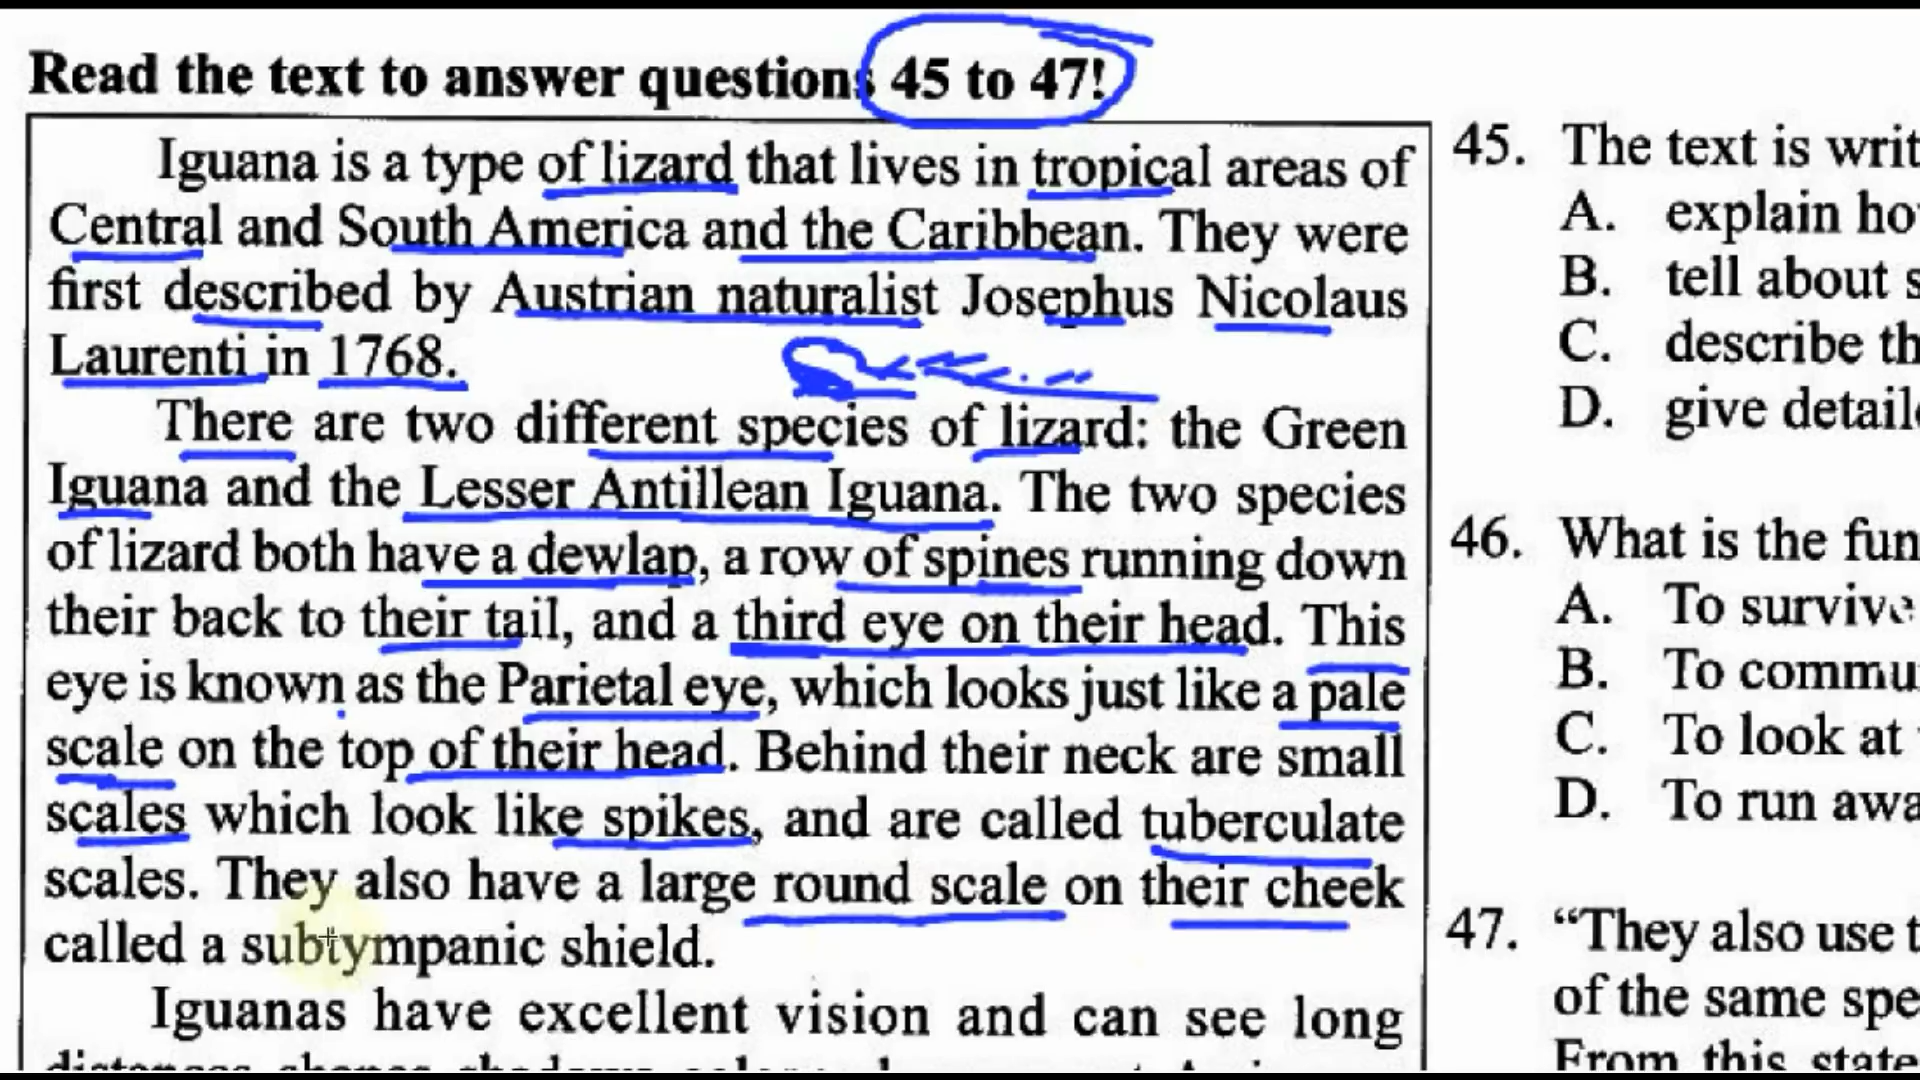 Read the text to answer questions 45 to 47!
Iguana is a type of lizard that lives in tropical areas of
Central and South America and the Caribbean. They were
first described by Austrian naturalist Josephus Nicolaus
Laurenti in 1768.
There are two different species of lizard: the Green
Iguana and the Lesser Antillean Iguana. The two species
of lizard both have a dewlap, a row of spines running down
their back to their tail, and a third eye on their head. This
eye is known as the Parietal eye, which looks just like a pale
scale on the top of their head. Behind their neck are small
scales which look like spikes, and are called tuberculate
scales. They also have a large round scale on their cheek
called a subtympanic shield.
Iguanas have excellent vision and can see long
45. The text is writ
A. explain ho
B. tell about s
C. describe th
D. give detail
46. What is the fun
A. To survive
B. To commu
C. To look at
D. To run awa
47. “They also use t
of the same spe
From this state